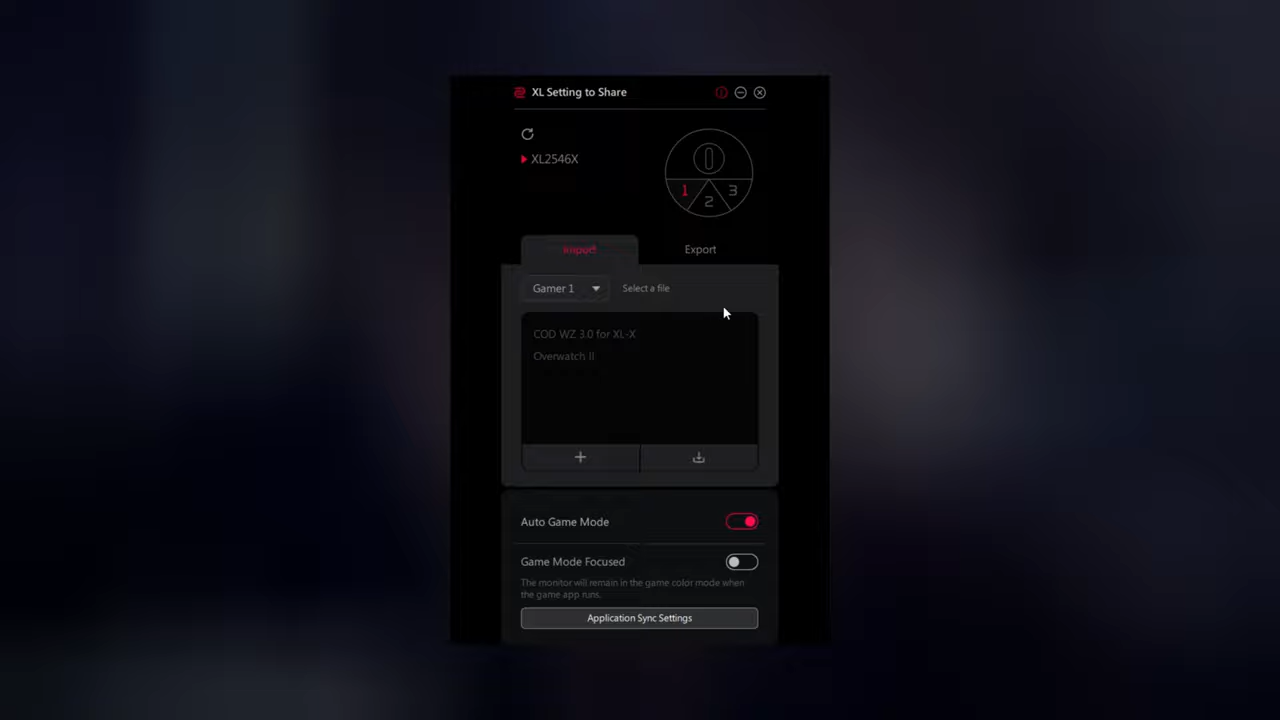 XL Setting to Share
XL2546X
0
1 2 3
Import Export
Gamer 1 Select a file
COD WZ 3.0 for XL-X
Overwatch II
Auto Game Mode
Game Mode Focused
The monitor will remain in the game color mode when
the game app runs.
Application Sync Settings